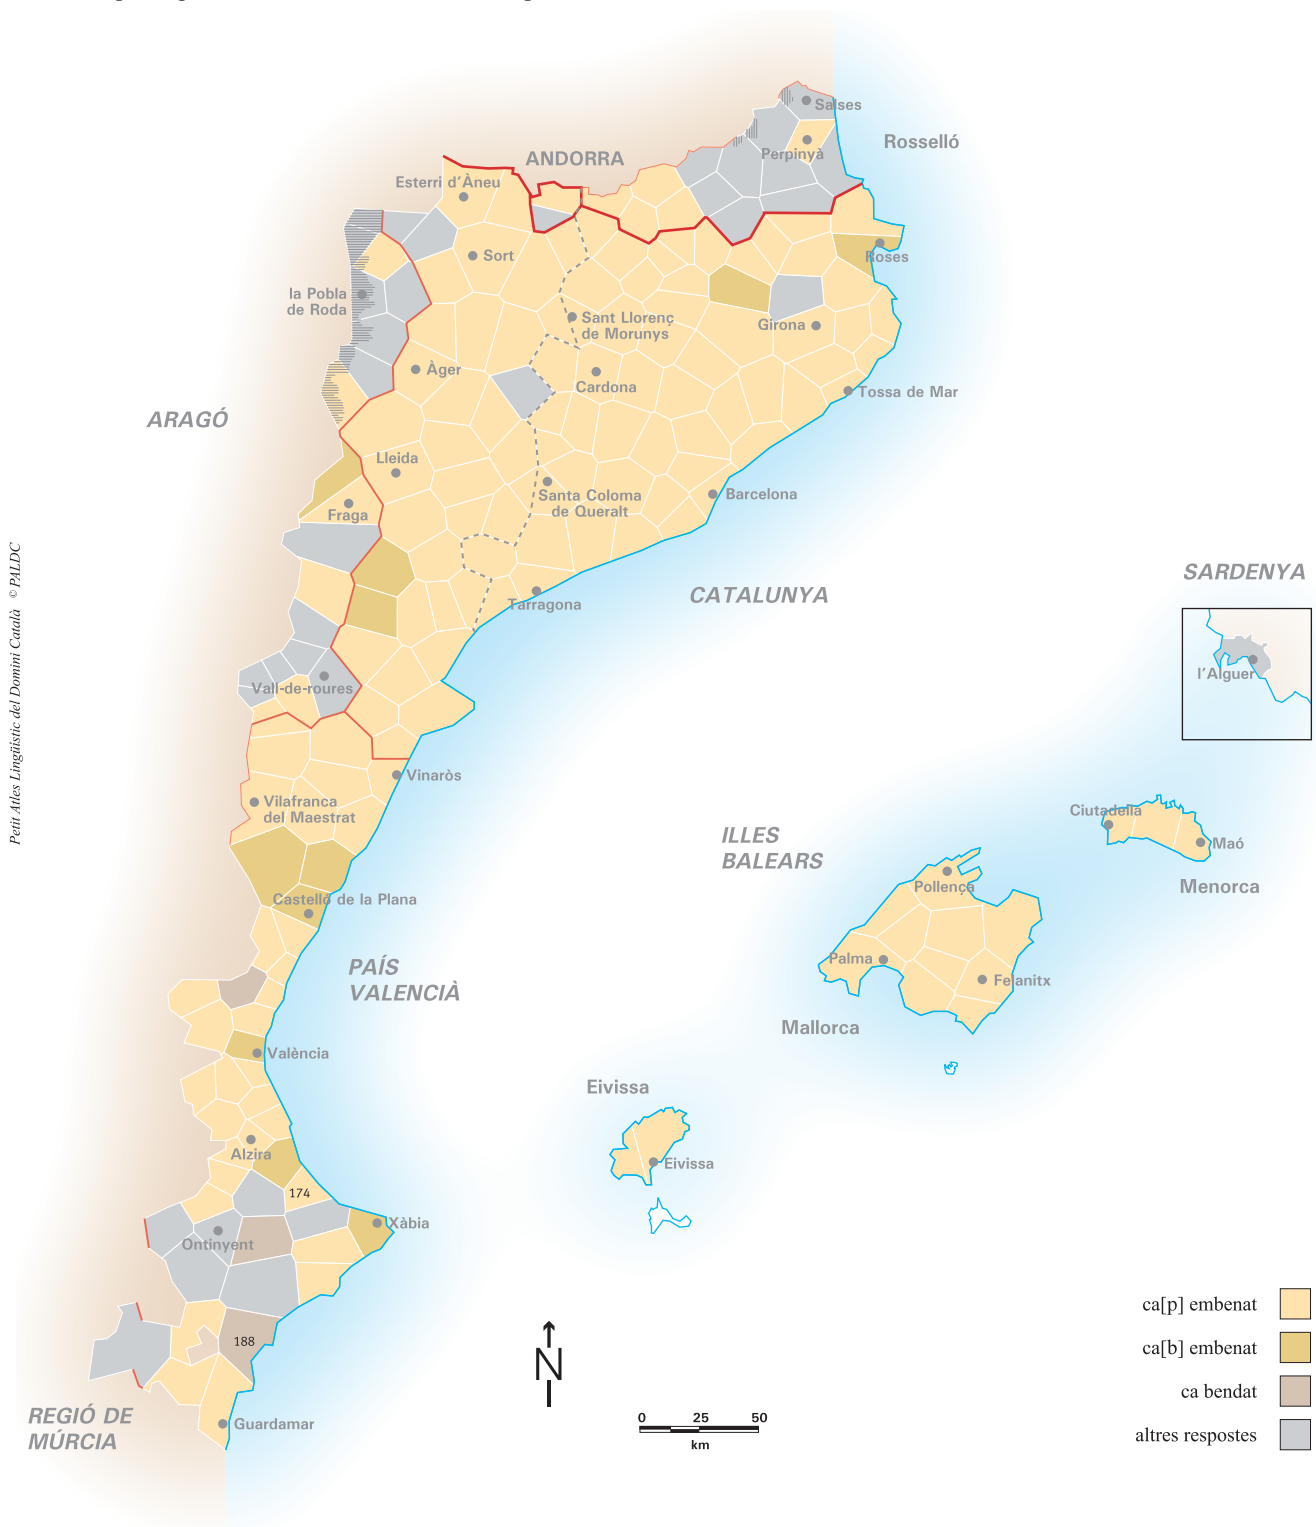 Salses
Rosselló
Perpinyà
ANDORRA
Esterri d'Àneu
Sort
Roses
la Pobla
de Roda
Sant Llorenç
de Morunys
Girona
Àger
Cardona
Tossa de Mar
ARAGÓ
Lleida
Santa Coloma
de Queralt
Barcelona
Fraga
Petit Atles Lingüístic del Domini Català © PALDC
SARDENYA
CATALUNYA
Tarragona
l'Alguer
Vall-de-roures
Vinaròs
Vilafranca
del Maestrat
Ciutadella
ILLES
BALEARS
Maó
Menorca
Pollença
Castelló de la Plana
PAÍS
VALENCIÀ
Palma
Felanitx
Mallorca
València
Eivissa
Alzira
Eivissa
174
Xàbia
Ontinyent
188
ca[p] embenat
ca[b] embenat
ca bendat
altres respostes
N
REGIÓ DE
MÚRCIA
Guardamar
0 25 50
km